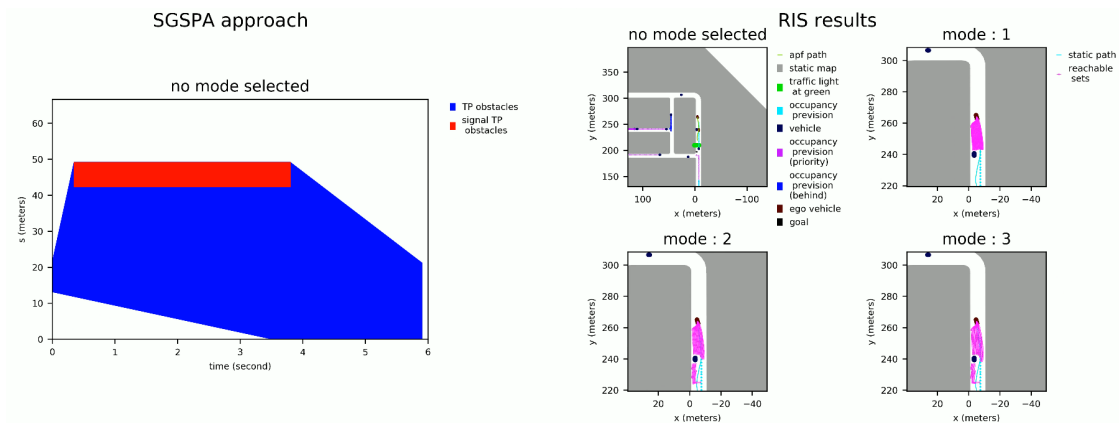 SGSPA approach
no mode selected
60
50
40
30
20
10
0
s (meters)
0 1 2 3 4 5 6
time (second)
TP obstacles
signal TP
obstacles
RIS results
no mode selected
350
300
250
200
150
y (meters)
100 0 −100
x (meters)
apf path
static map
traffic light
at green
occupancy
prevision
vehicle
occupancy
prevision
(priority)
occupancy
prevision
(behind)
ego vehicle
goal
mode : 1
300
280
260
240
220
y (meters)
20 0 −20 −40
x (meters)
static path
reachable
sets
mode : 2
300
280
260
240
220
y (meters)
20 0 −20 −40
x (meters)
mode : 3
300
280
260
240
220
y (meters)
20 0 −20 −40
x (meters)